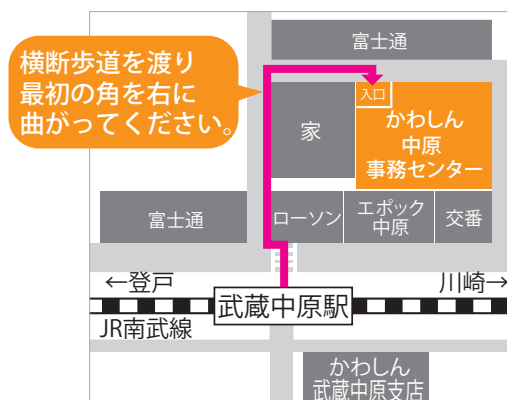 富士通
横断歩道を渡り
最初の角を右に
曲がってください。
入口
かわしん
中原
事務センター
家
富士通
ローソン
エポック
中原
交番
←登戸
川崎→
武蔵中原駅
JR南武線
かわしん
武蔵中原支店